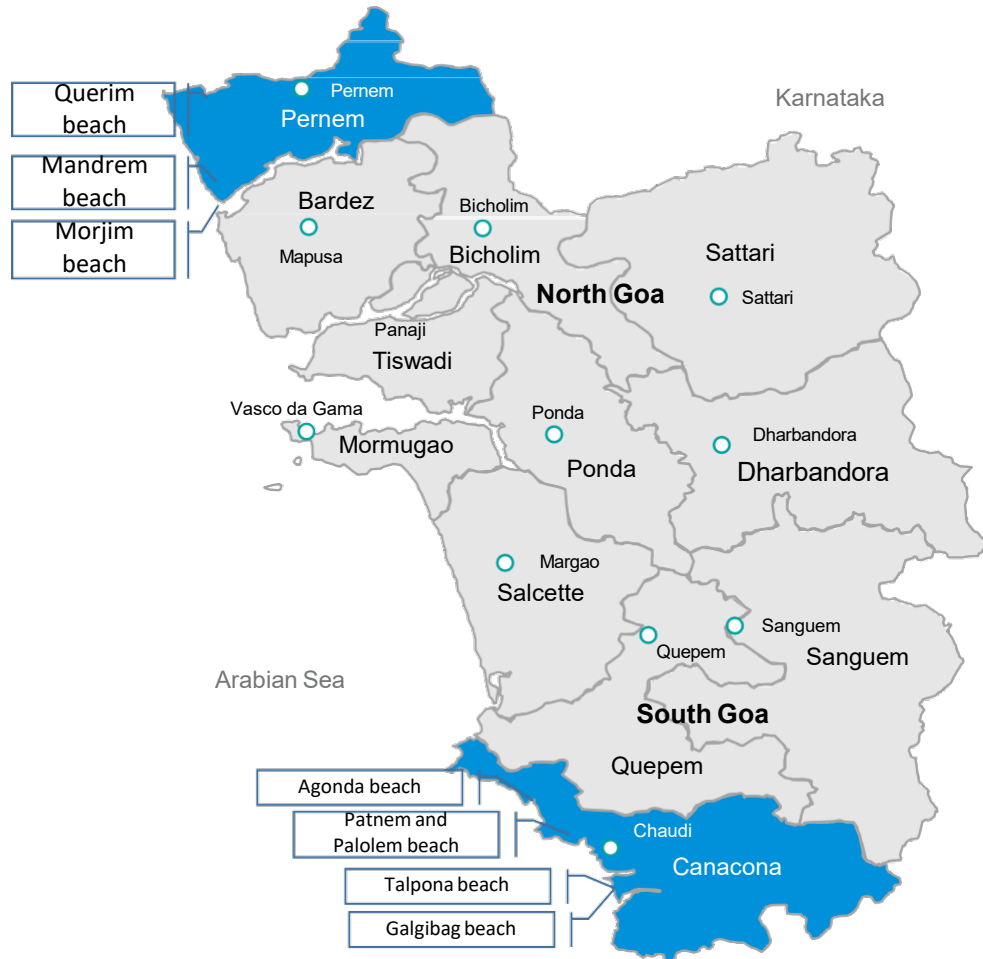 Querim
beach
Pernem
Pernem
Karnataka
Mandrem
beach
Morjim
beach
Bardez
Mapusa
Bicholim
Bicholim
North Goa
Sattari
Sattari
Panaji
Tiswadi
Vasco da Gama
Mormugao
Ponda
Ponda
Dharbandora
Dharbandora
Margao
Salcette
Quepem
Sanguem
Sanguem
Arabian Sea
South Goa
Quepem
Agonda beach
Patnem and
Palolem beach
Chaudi
Canacona
Talpona beach
Galgibag beach